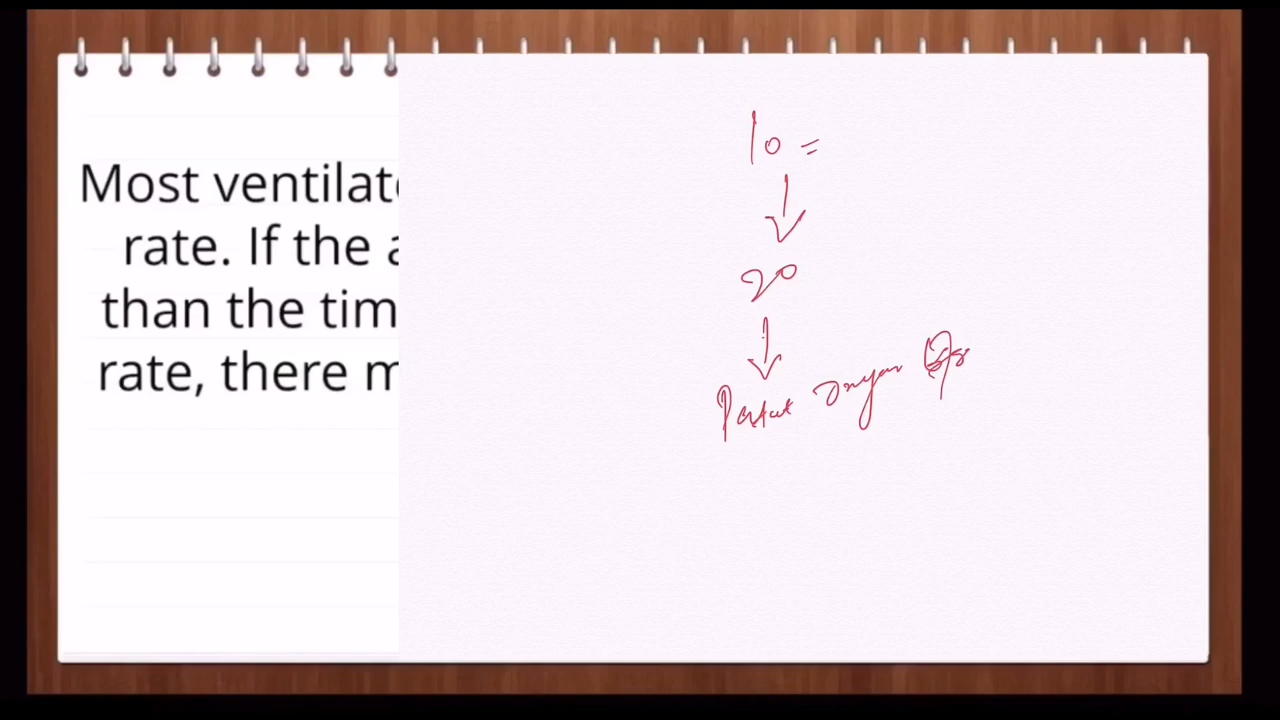 Most ventilat
rate. If the a
than the tim
rate, there m
10 =
20